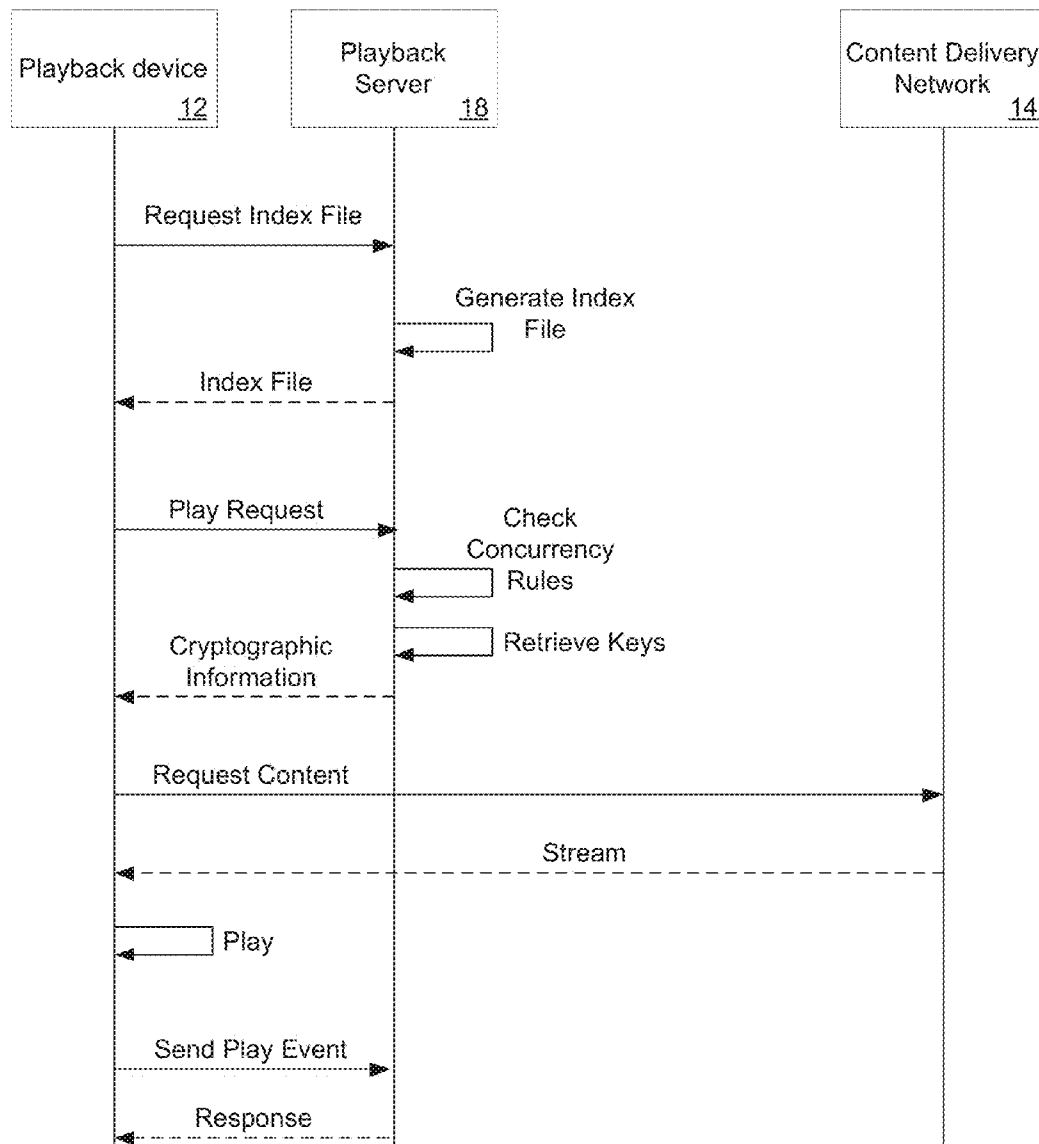 Playback device
12
Playback
Server
18
Content Delivery
Network
14
Request Index File
Generate Index
File
Index File
Play Request
Check
Concurrency
Rules
Retrieve Keys
Cryptographic
Information
Request Content
Stream
Play
Send Play Event
Response